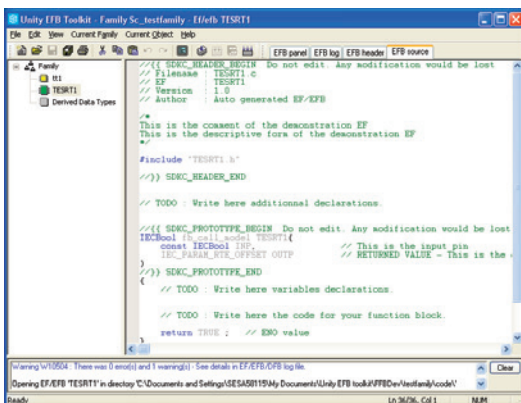 Unity EFB Toolkit - Family Sc_testfamily - Ef/efb TESRT1
File Edit View Current Family Current Object Help
EFB panel EFB log EFB header EFB source
Family
tt1
TESRT1
Derived Data Types
//{{ SDKC_HEADER_BEGIN Do not edit. Any modification would be lost
// Filename : TESRT1.c
// EF : TESRT1
// Version : 1.0
// Author : Auto generated EF/EFB
/*
This is the comment of the demonstration EF
This is the descriptive form of the demonstration EF
*/
#include "TESRT1.h"
//}} SDKC_HEADER_END
// TODO : Write here additionnal declarations.
//{{ SDKC_PROTOTYPE_BEGIN Do not edit. Any modification would be lost
IECBool fb_call_model TESRT1(
const IECBool INP, // This is the input pin
IEC_PARAM_RTE_OFFSET OUTP // RETURNED VALUE - This is the
)
//}} SDKC_PROTOTYPE_END
{
// TODO : Write here variables declarations.
// TODO : Write here the code for your function block.
return TRUE ; // ENO value
}
Warning W10504 : There was 0 error(s) and 1 warning(s) - See details in EF/EFB/DFB log file.
Clear
Opening EF/EFB 'TESRT1' in directory 'C:\Documents and Settings\SESA58115\My Documents\Unity EFB toolkit\FFBDev\testfamily\code\'
Ready Ln 36/36, Col 1 NUM